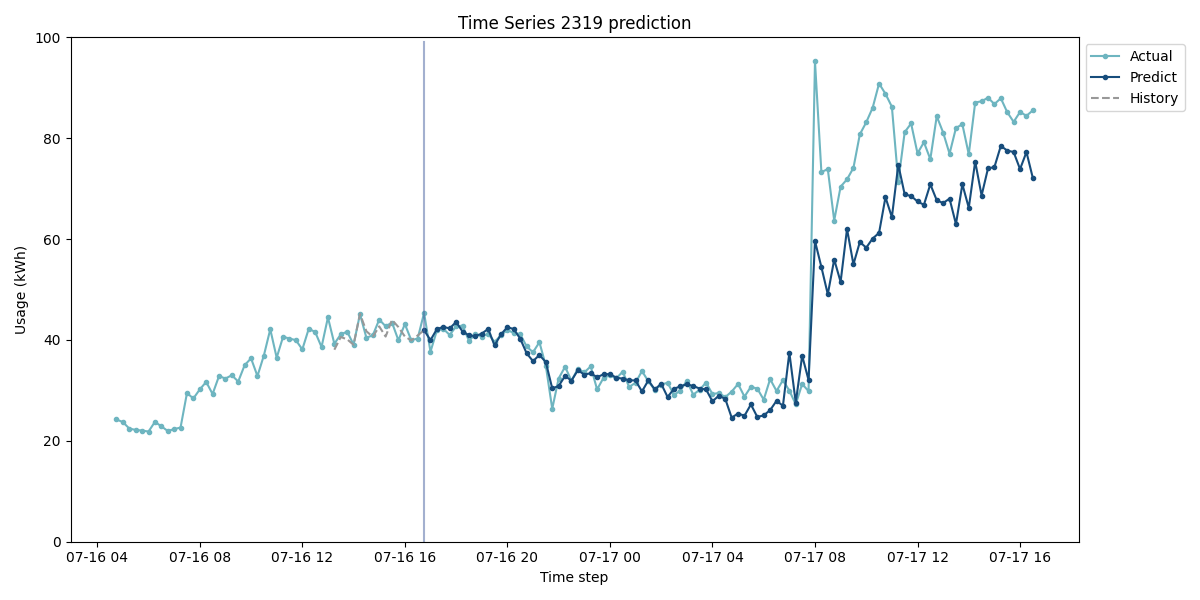 Time Series 2319 prediction
Usage (kWh)
100
80
60
40
20
0
07-16 04
07-16 08
07-16 12
07-16 16
07-16 20
07-17 00
07-17 04
07-17 08
07-17 12
07-17 16
Time step
Actual
Predict
History